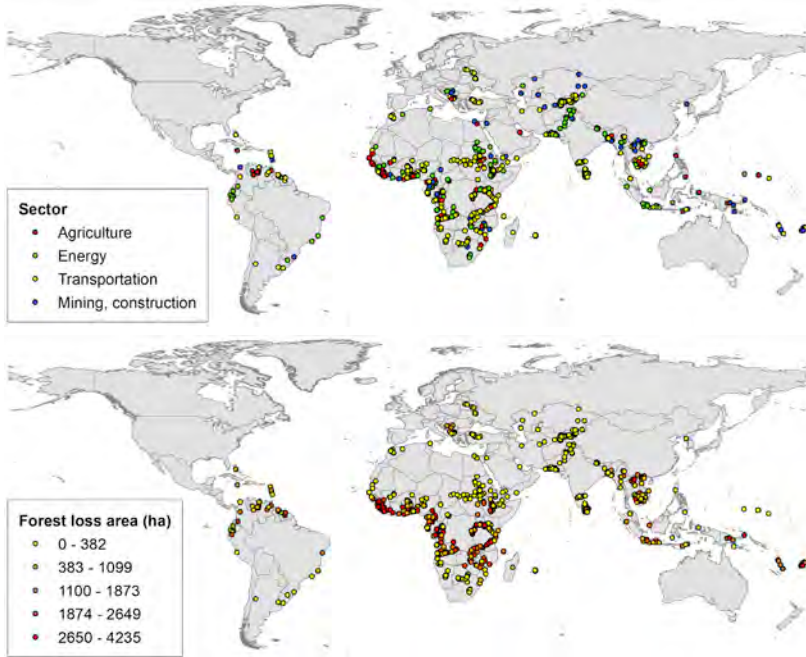 Sector
Agriculture
Energy
Transportation
Mining, construction
Forest loss area (ha)
0 - 382
383 - 1099
1100 - 1873
1874 - 2649
2650 - 4235